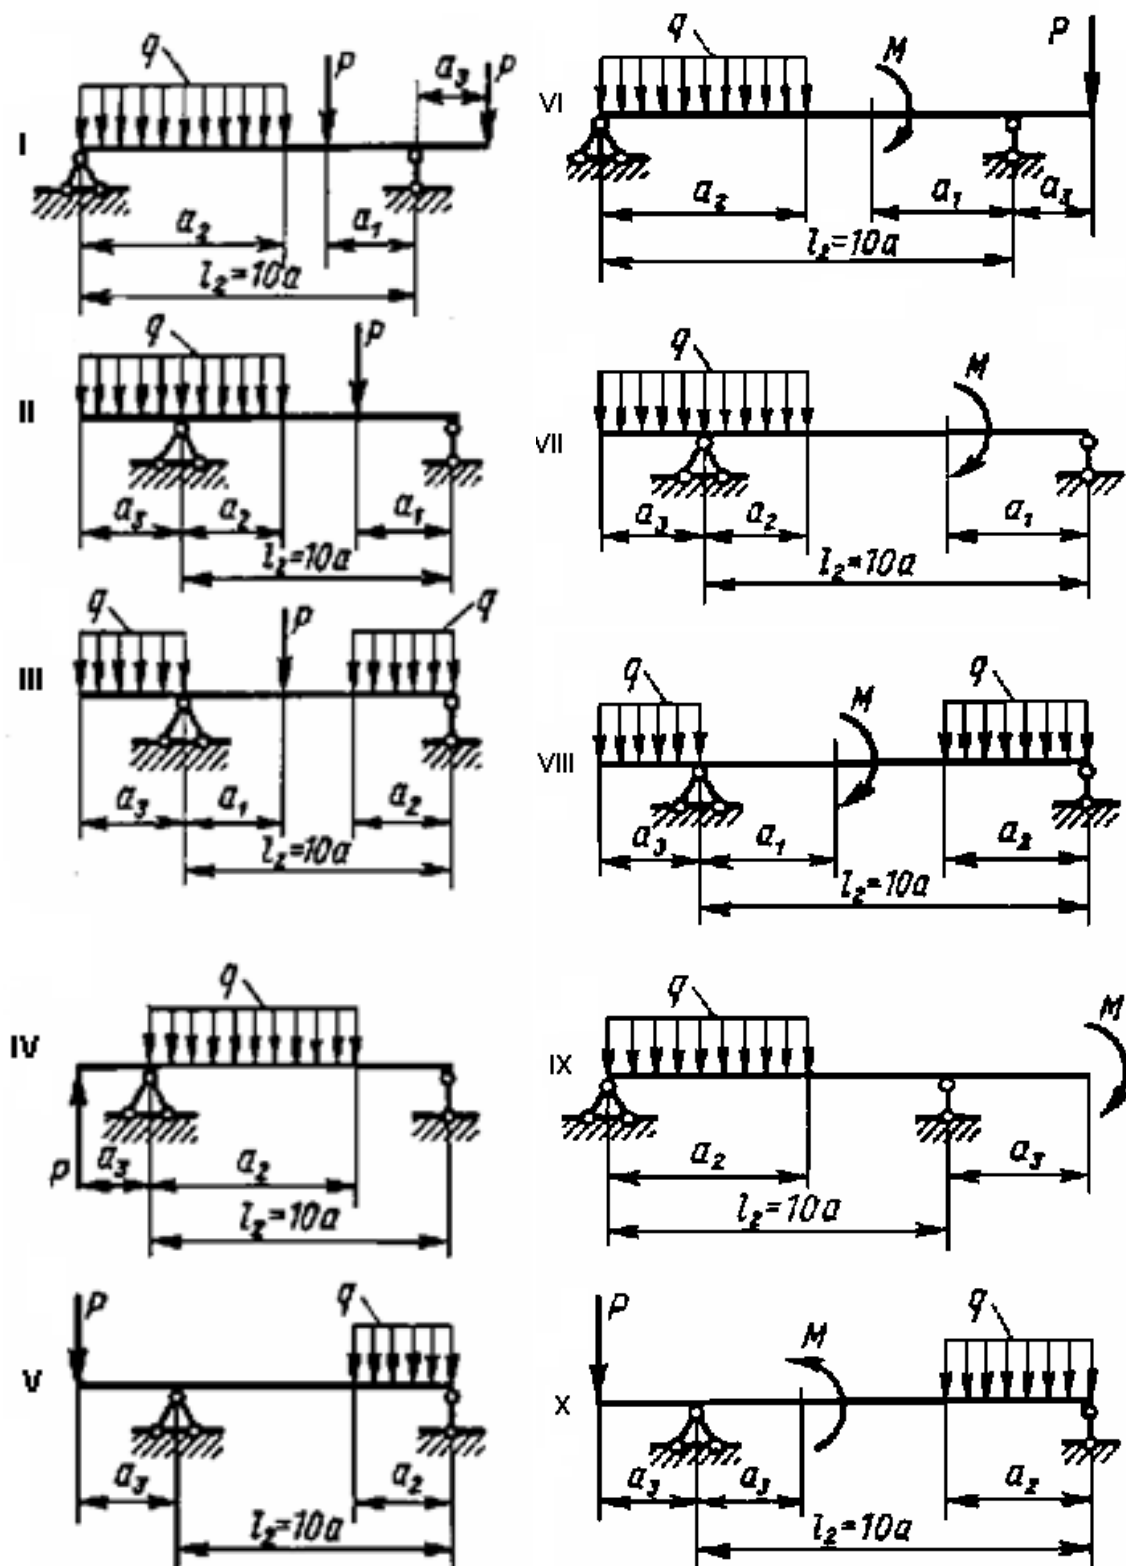 I
q
P
a₃
P
a₂
a₁
l₂=10a
II
q
P
a₃
a₂
a₁
l₂=10a
III
q
P
q
a₃
a₁
a₂
l₂=10a
IV
q
P
a₃
a₂
l₂=10a
V
P
q
a₃
a₂
l₂=10a
VI
q
M
P
a₂
a₁
a₃
l₂=10a
VII
q
M
a₃
a₂
a₁
l₂=10a
VIII
q
M
q
a₃
a₁
a₂
l₂=10a
IX
q
M
a₂
a₃
l₂=10a
X
P
M
q
a₃
a₃
a₂
l₂=10a